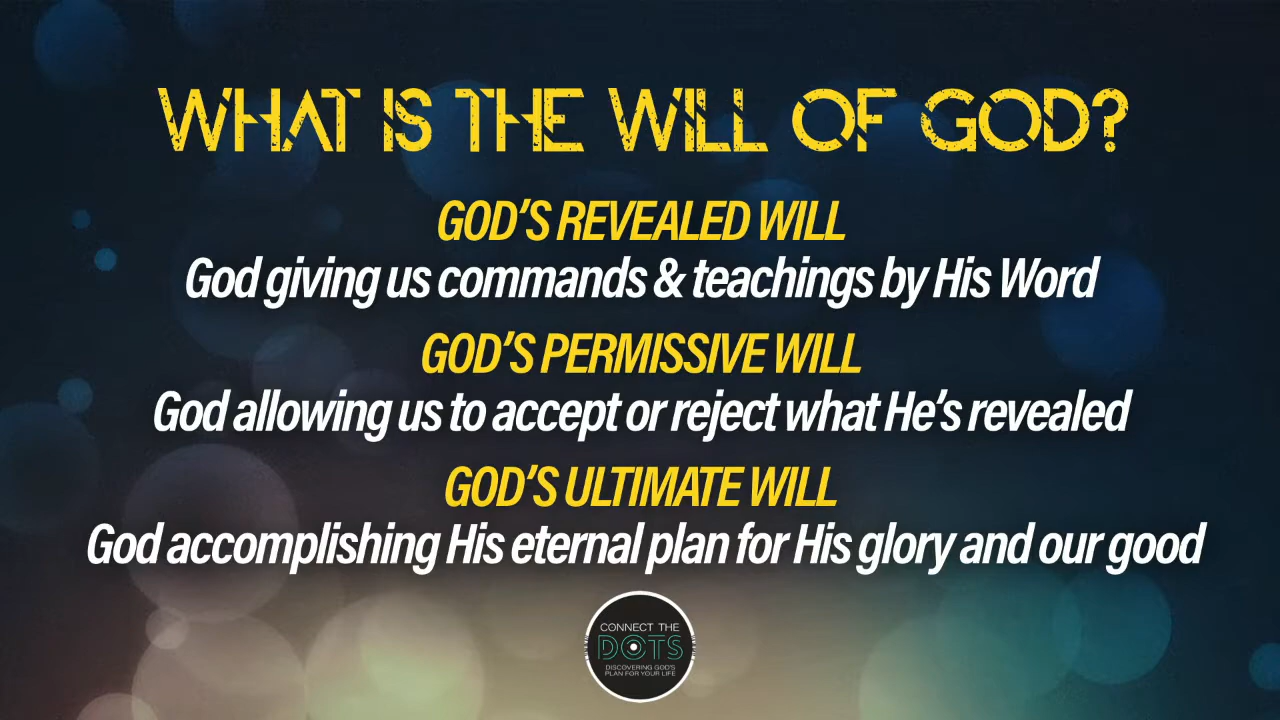 WHAT IS THE WILL OF GOD?
GOD'S REVEALED WILL
God giving us commands & teachings by His Word
GOD'S PERMISSIVE WILL
God allowing us to accept or reject what He's revealed
GOD'S ULTIMATE WILL
God accomplishing His eternal plan for His glory and our good
CONNECT THE
DOTS
DISCOVERING GOD'S
PLAN FOR YOUR LIFE